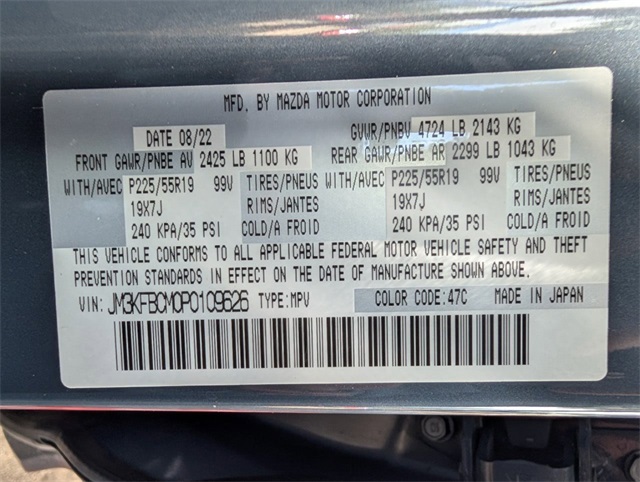 MFD. BY MAZDA MOTOR CORPORATION
DATE 08/22 GVWR/PNBV 4724 LB 2143 KG
FRONT GAWR/PNBE AV 2425 LB 1100 KG REAR GAWR/PNBE AR 2299 LB 1043 KG
WITH/AVEC P225/55R19 99V TIRES/PNEUS WITH/AVEC P225/55R19 99V TIRES/PNEUS
19X7J RIMS/JANTES 19X7J RIMS/JANTES
240 KPA/35 PSI COLD/A FROID 240 KPA/35 PSI COLD/A FROID
THIS VEHICLE CONFORMS TO ALL APPLICABLE FEDERAL MOTOR VEHICLE SAFETY AND THEFT
PREVENTION STANDARDS IN EFFECT ON THE DATE OF MANUFACTURE SHOWN ABOVE.
VIN: JM3KFBCM0P0109626 TYPE:MPV COLOR CODE:47C MADE IN JAPAN